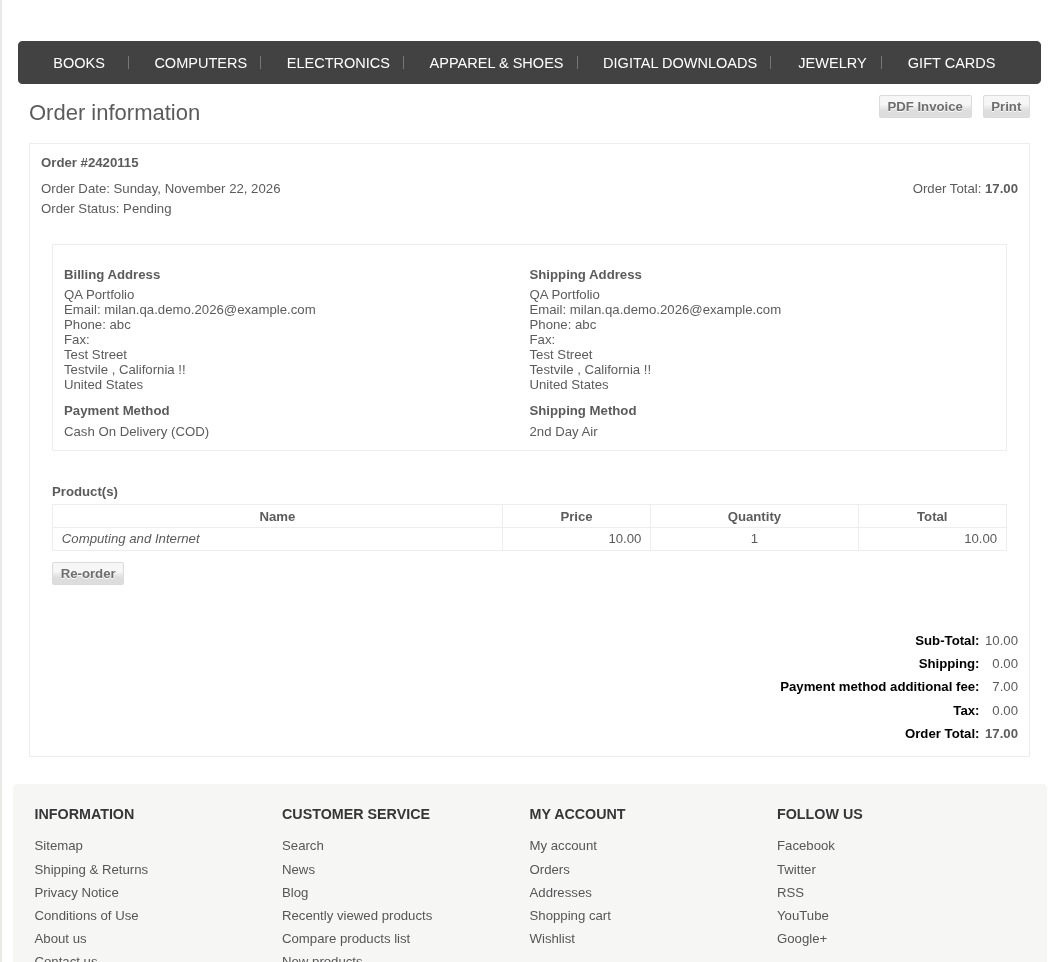 BOOKS COMPUTERS ELECTRONICS APPAREL & SHOES DIGITAL DOWNLOADS JEWELRY GIFT CARDS
Order information PDF Invoice Print
Order #2420115
Order Date: Sunday, November 22, 2026 Order Total: 17.00
Order Status: Pending
Billing Address Shipping Address
QA Portfolio QA Portfolio
Email: milan.qa.demo.2026@example.com Email: milan.qa.demo.2026@example.com
Phone: abc Phone: abc
Fax: Fax:
Test Street Test Street
Testvile , California !! Testvile , California !!
United States United States
Payment Method Shipping Method
Cash On Delivery (COD) 2nd Day Air
Product(s)
Name Price Quantity Total
Computing and Internet 10.00 1 10.00
Re-order
Sub-Total: 10.00
Shipping: 0.00
Payment method additional fee: 7.00
Tax: 0.00
Order Total: 17.00
INFORMATION CUSTOMER SERVICE MY ACCOUNT FOLLOW US
Sitemap Search My account Facebook
Shipping & Returns News Orders Twitter
Privacy Notice Blog Addresses RSS
Conditions of Use Recently viewed products Shopping cart YouTube
About us Compare products list Wishlist Google+
Contact us New products